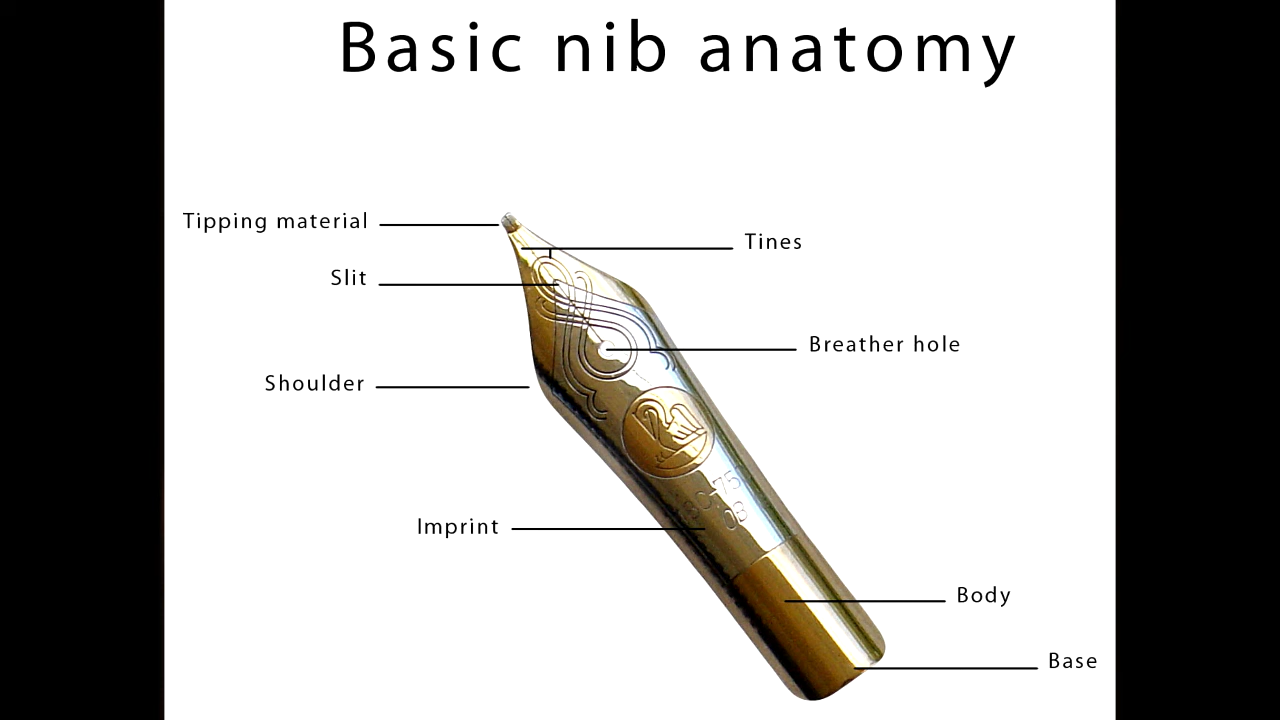 Basic nib anatomy
Tipping material
Tines
Slit
Breather hole
Shoulder
Imprint
Body
Base